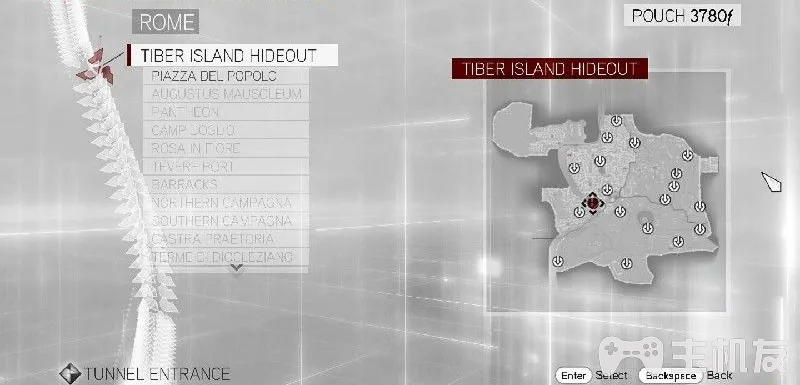 ROME
POUCH 3780ƒ
TIBER ISLAND HIDEOUT
PIAZZA DEL POPOLO
AUGUSTUS MAUSOLEUM
PANTHEON
CAMPIDOGLIO
ROSA IN FIORE
TEVERE PORT
BARRACKS
NORTHERN CAMPAGNA
SOUTHERN CAMPAGNA
CASTRA PRAETORIA
TERME DI DIOCLEZIANO
TIBER ISLAND HIDEOUT
TUNNEL ENTRANCE
Enter Select Backspace Back
主机友